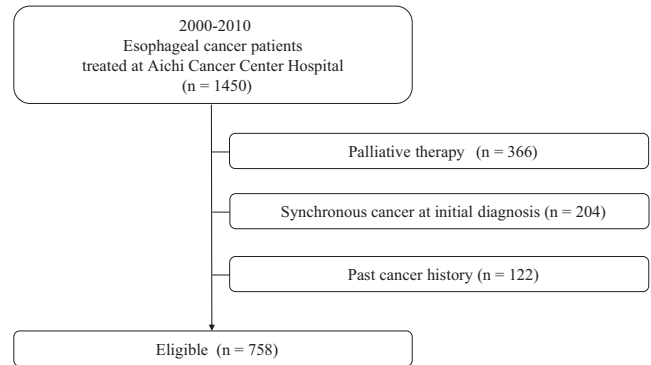 2000-2010
Esophageal cancer patients
treated at Aichi Cancer Center Hospital
(n = 1450)
Palliative therapy (n = 366)
Synchronous cancer at initial diagnosis (n = 204)
Past cancer history (n = 122)
Eligible (n = 758)